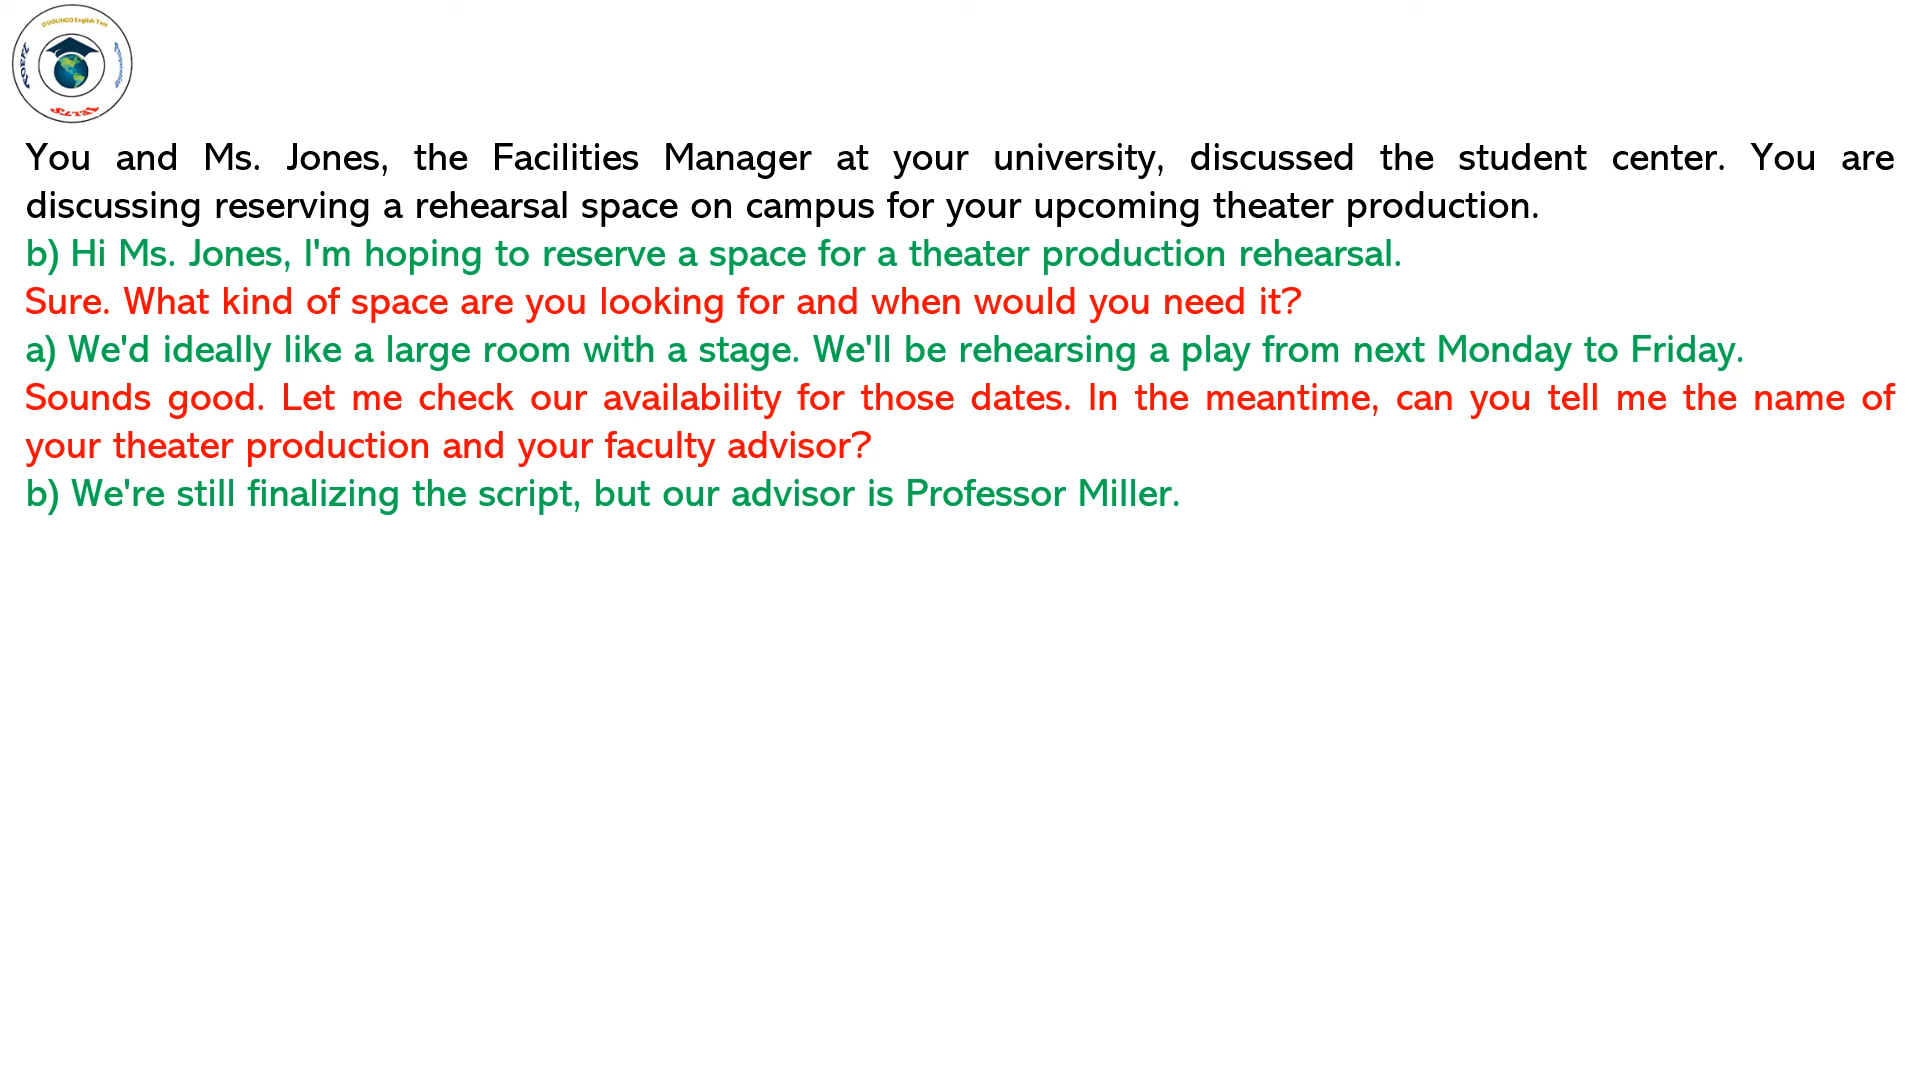 DUOLINGO English Test
IELTS
You and Ms. Jones, the Facilities Manager at your university, discussed the student center. You are
discussing reserving a rehearsal space on campus for your upcoming theater production.
b) Hi Ms. Jones, I'm hoping to reserve a space for a theater production rehearsal.
Sure. What kind of space are you looking for and when would you need it?
a) We'd ideally like a large room with a stage. We'll be rehearsing a play from next Monday to Friday.
Sounds good. Let me check our availability for those dates. In the meantime, can you tell me the name of
your theater production and your faculty advisor?
b) We're still finalizing the script, but our advisor is Professor Miller.